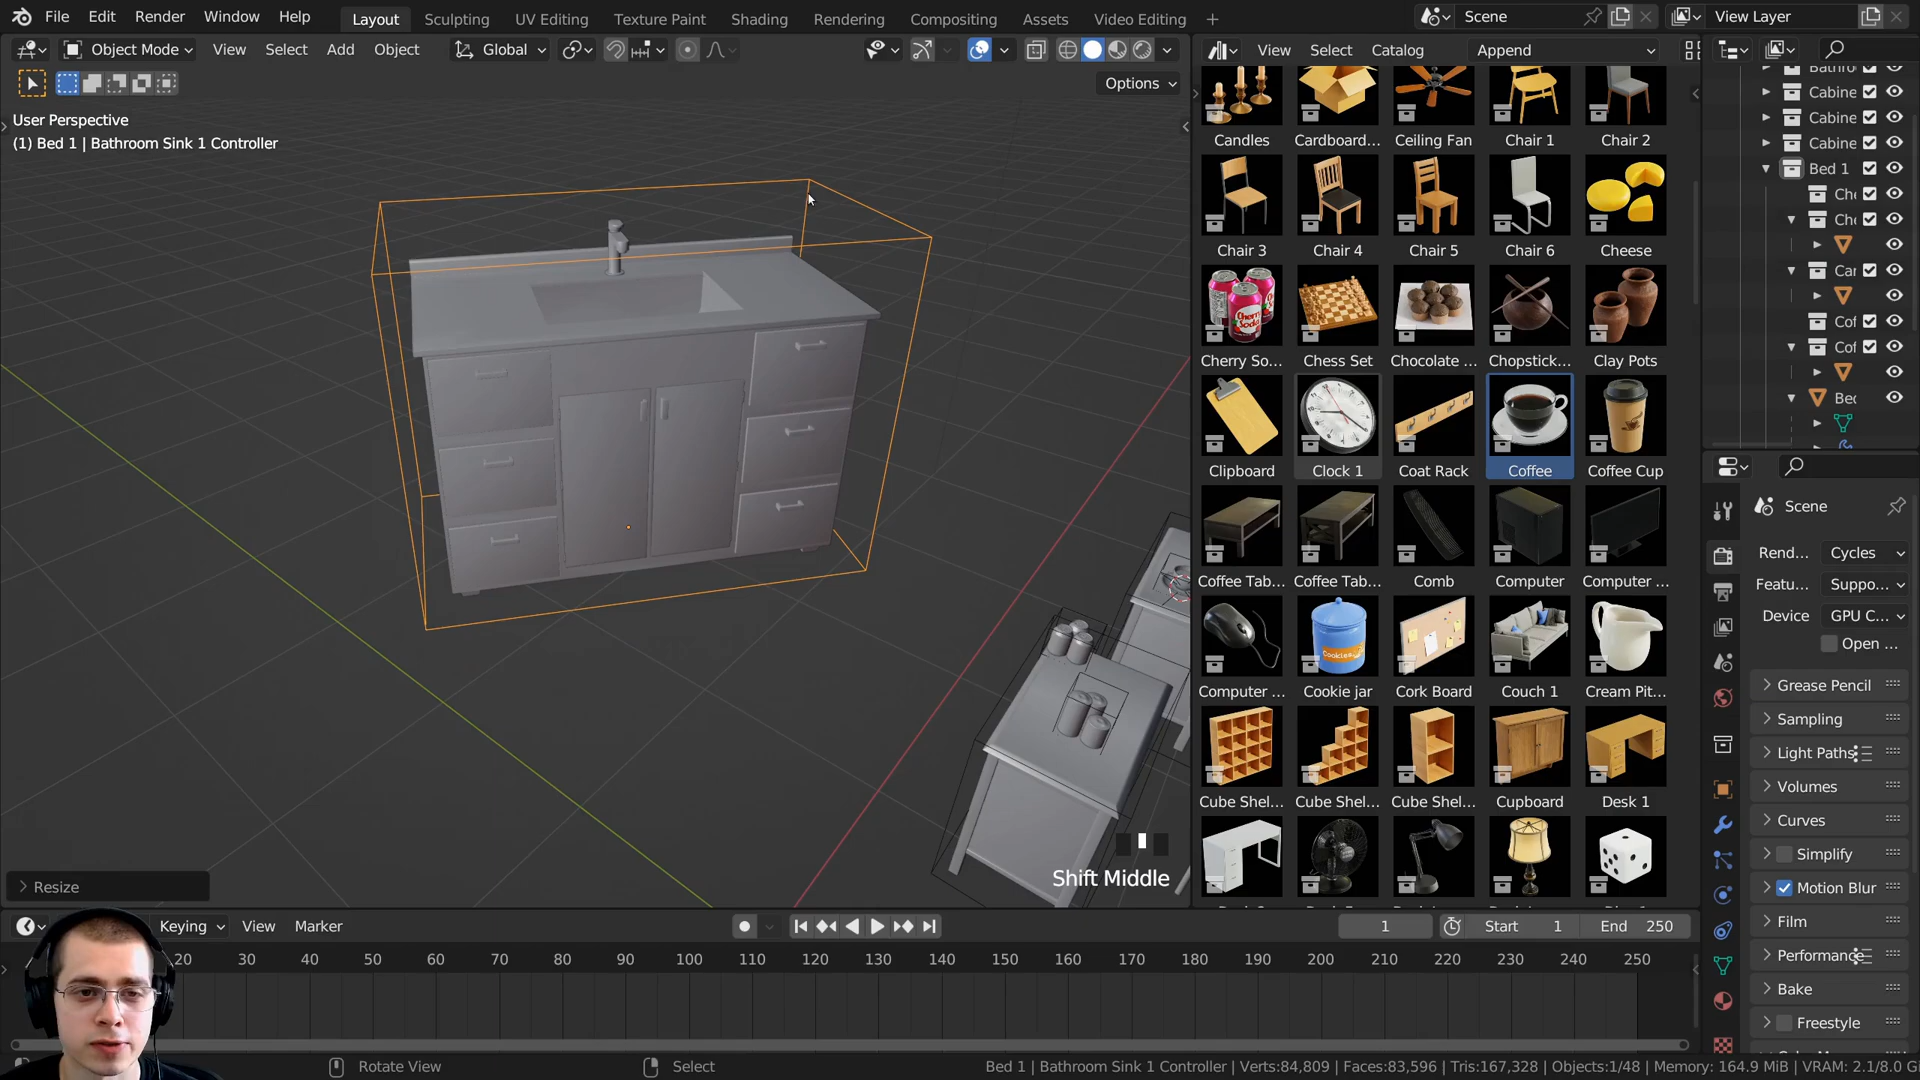 File Edit Render Window Help Layout Sculpting UV Editing Texture Paint Shading Rendering Compositing Assets Video Editing + Scene View Layer
Object Mode View Select Add Object Global View Select Catalog Append
Options
User Perspective
(1) Bed 1 | Bathroom Sink 1 Controller
Candles Cardboard... Ceiling Fan Chair 1 Chair 2
Chair 3 Chair 4 Chair 5 Chair 6 Cheese
Cherry So... Chess Set Chocolate ... Chopstick... Clay Pots
Clipboard Clock 1 Coat Rack Coffee Coffee Cup
Coffee Tab... Coffee Tab... Comb Computer Computer ...
Computer ... Cookie jar Cork Board Couch 1 Cream Pit...
Cube Shel... Cube Shel... Cube Shel... Cupboard Desk 1
Cabine
Cabine
Cabine
Bed 1
Scene
Rend... Cycles
Featu... Suppo...
Device GPU C...
Open ...
Grease Pencil
Sampling
Light Paths
Volumes
Curves
Simplify
Motion Blur
Film
Performance
Bake
Freestyle
Shift Middle
Resize
Keying View Marker 1 Start 1 End 250
20 30 40 50 60 70 80 90 100 110 120 130 140 150 160 170 180 190 200 210 220 230 240 250
Rotate View Select Bed 1 | Bathroom Sink 1 Controller | Verts:84,809 | Faces:83,596 | Tris:167,328 | Objects:1/48 | Memory: 164.9 MiB | VRAM: 2.1/8.0 G